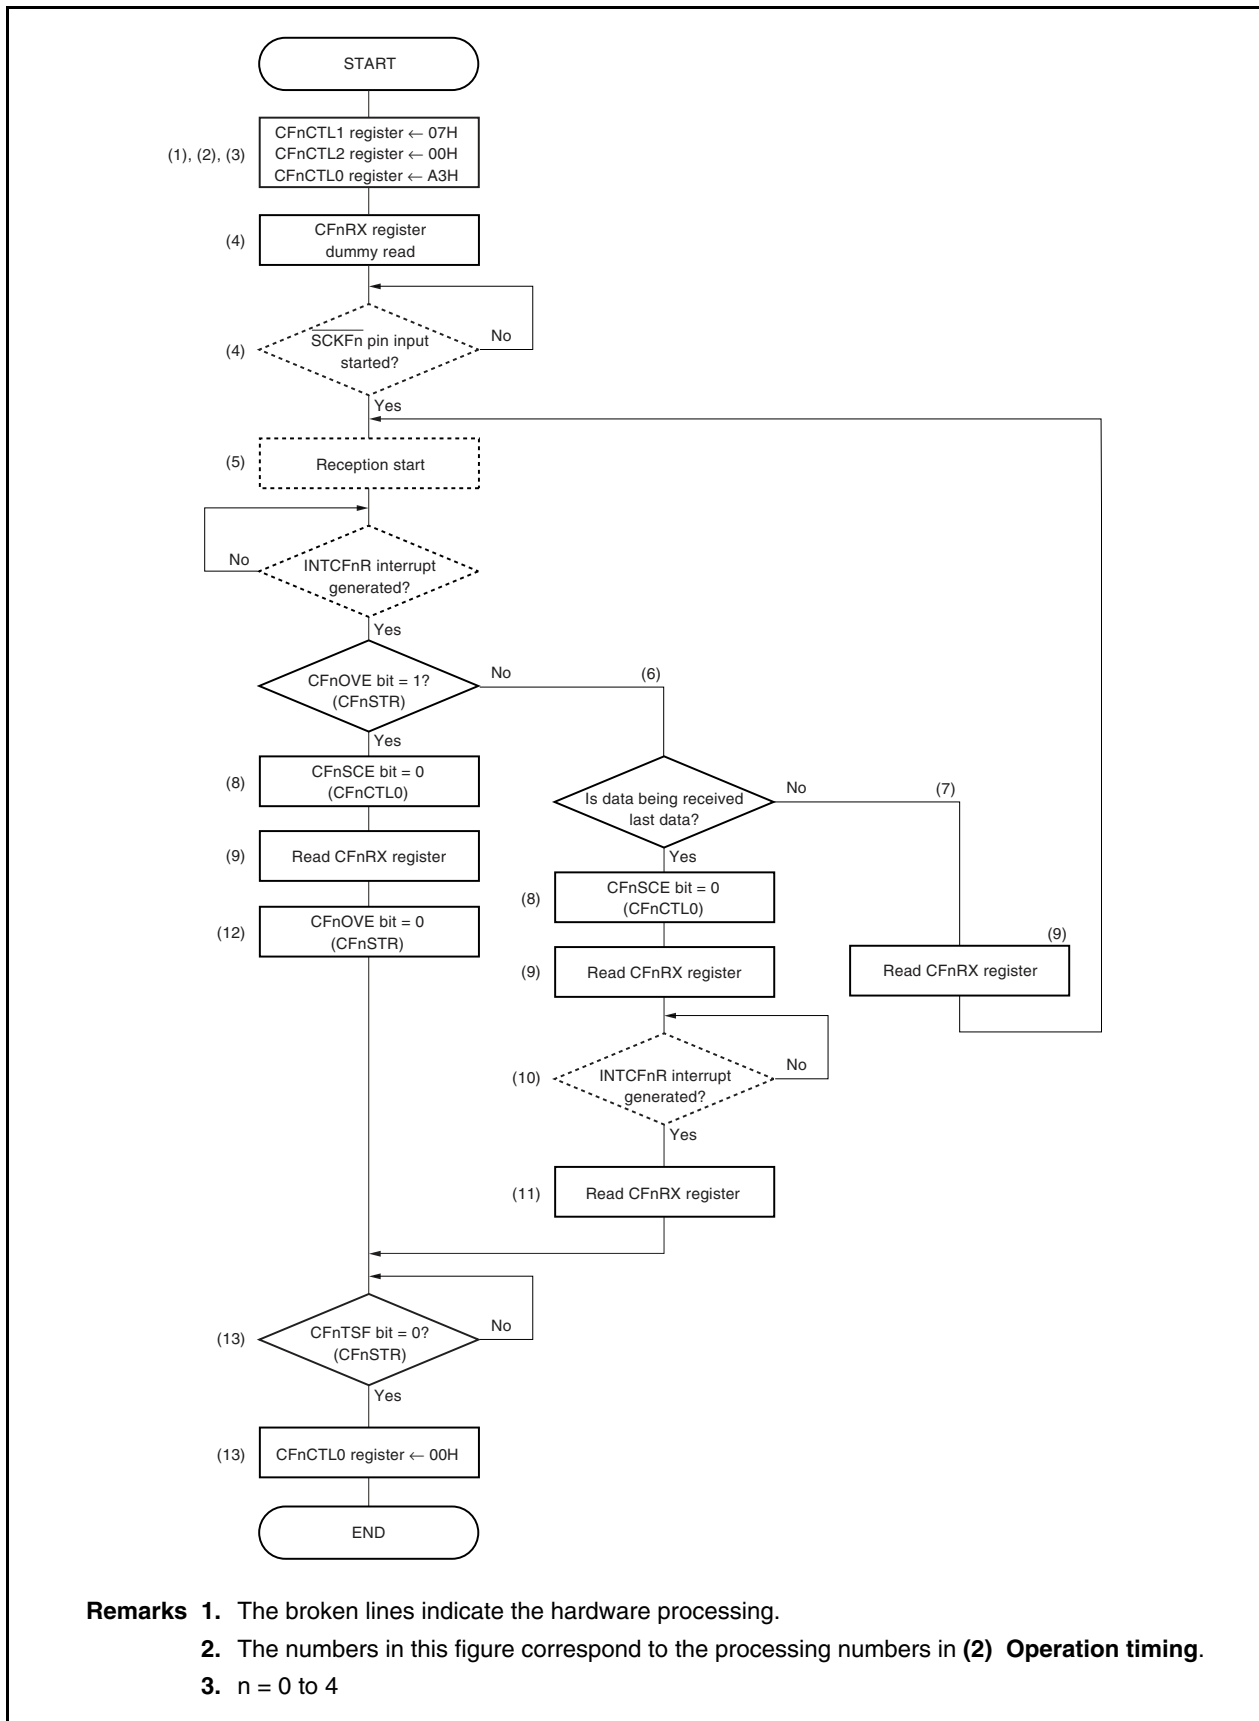 START
(1), (2), (3)
CFnCTL1 register ← 07H
CFnCTL2 register ← 00H
CFnCTL0 register ← A3H
(4)
CFnRX register
dummy read
(4)
SCKFn pin input
started?
No
Yes
(5)
Reception start
No
INTCFnR interrupt
generated?
Yes
CFnOVE bit = 1?
(CFnSTR)
No
(6)
Yes
(8)
CFnSCE bit = 0
(CFnCTL0)
Is data being received
last data?
No
(7)
Yes
(9)
Read CFnRX register
(8)
CFnSCE bit = 0
(CFnCTL0)
(12)
CFnOVE bit = 0
(CFnSTR)
(9)
Read CFnRX register
(9)
Read CFnRX register
(10)
INTCFnR interrupt
generated?
No
Yes
(11)
Read CFnRX register
(13)
CFnTSF bit = 0?
(CFnSTR)
No
Yes
(13)
CFnCTL0 register ← 00H
END
Remarks 1. The broken lines indicate the hardware processing.
2. The numbers in this figure correspond to the processing numbers in (2) Operation timing.
3. n = 0 to 4